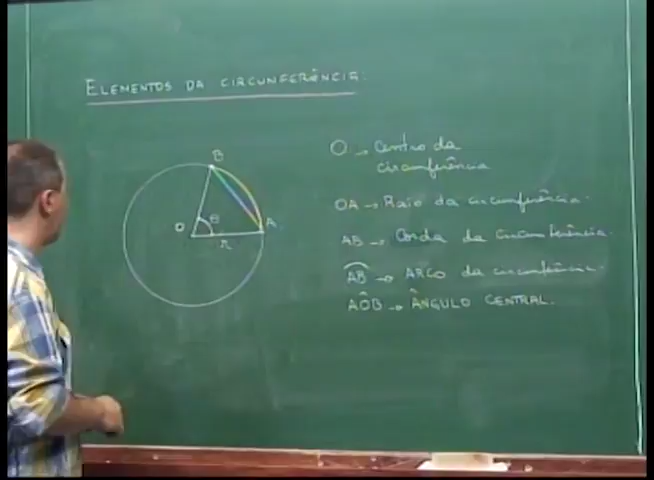 ELEMENTOS DA CIRCUNFERÊNCIA:
B
O
θ
A
r
O → Centro da
circunferência
OA → Raio da circunferência.
AB → Corda da circunferência.
A͡B → ARCO da circunferência.
AÔB → ÂNGULO CENTRAL.